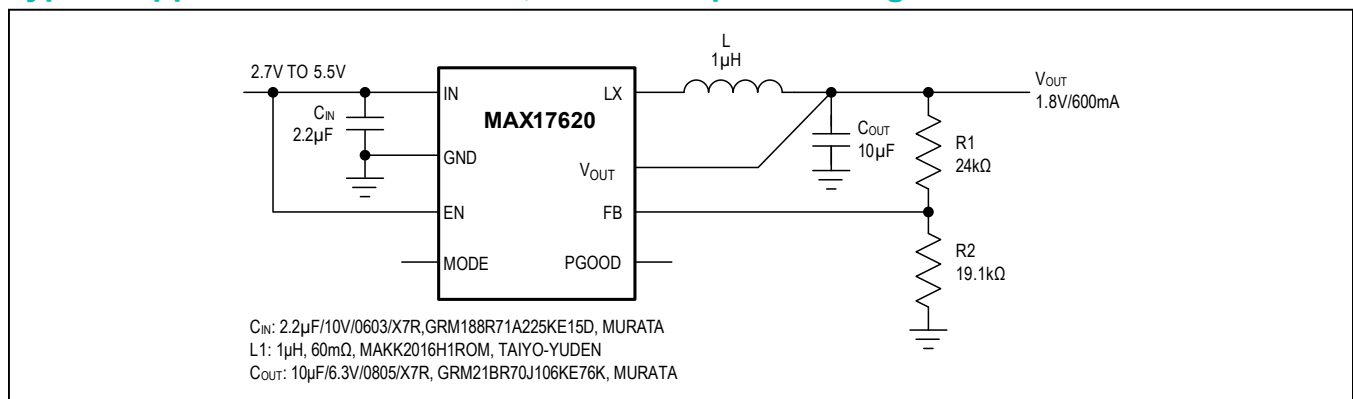 2.7V TO 5.5V
CIN
2.2µF
IN
GND
EN
MODE
MAX17620
LX
VOUT
FB
PGOOD
L
1µH
COUT
10µF
VOUT
1.8V/600mA
R1
24kΩ
R2
19.1kΩ
CIN: 2.2µF/10V/0603/X7R,GRM188R71A225KE15D, MURATA
L1: 1µH, 60mΩ, MAKK2016H1ROM, TAIYO-YUDEN
COUT: 10µF/6.3V/0805/X7R, GRM21BR70J106KE76K, MURATA